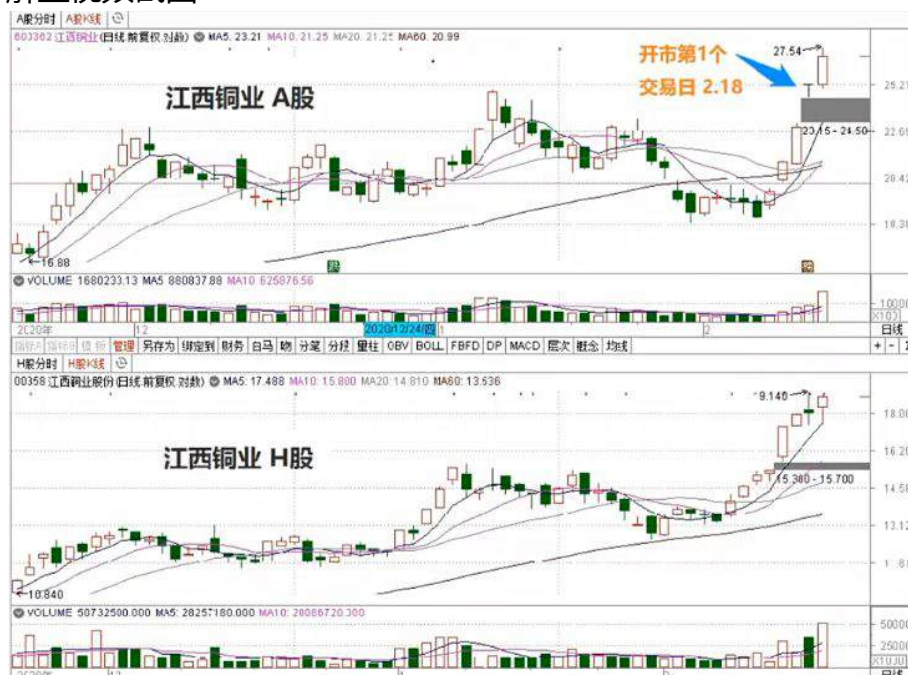 A股分时 A股K线
603362 江西铜业(日线.前复权.对数) MA5: 23.21 MA10: 21.25 MA20: 21.25 MA60: 20.99
27.54
开市第1个
交易日 2.18
江西铜业 A股
25.21
23.15 - 24.50
22.69
20.42
18.38
16.88
VOLUME 1680233.13 MA5 880837.88 MA10 625876.56
10000
X100
2020年 12 2020/12/24/四 1 2 日线
管理 另存为 绑定到 财务 白马 吻 分笔 分段 量柱 OBV BOLL FBFD DP MACD 层次 概念 均线 + -
H股分时 H股K线
00358 江西铜业股份(日线.前复权.对数) MA5: 17.488 MA10: 15.800 MA20: 14.810 MA60: 13.536
9.140
18.00
江西铜业 H股
16.20
15.380 - 15.700
14.58
13.12
10.840
VOLUME 50732500.000 MA5: 28257180.000 MA10: 20086720.300
50000
25000